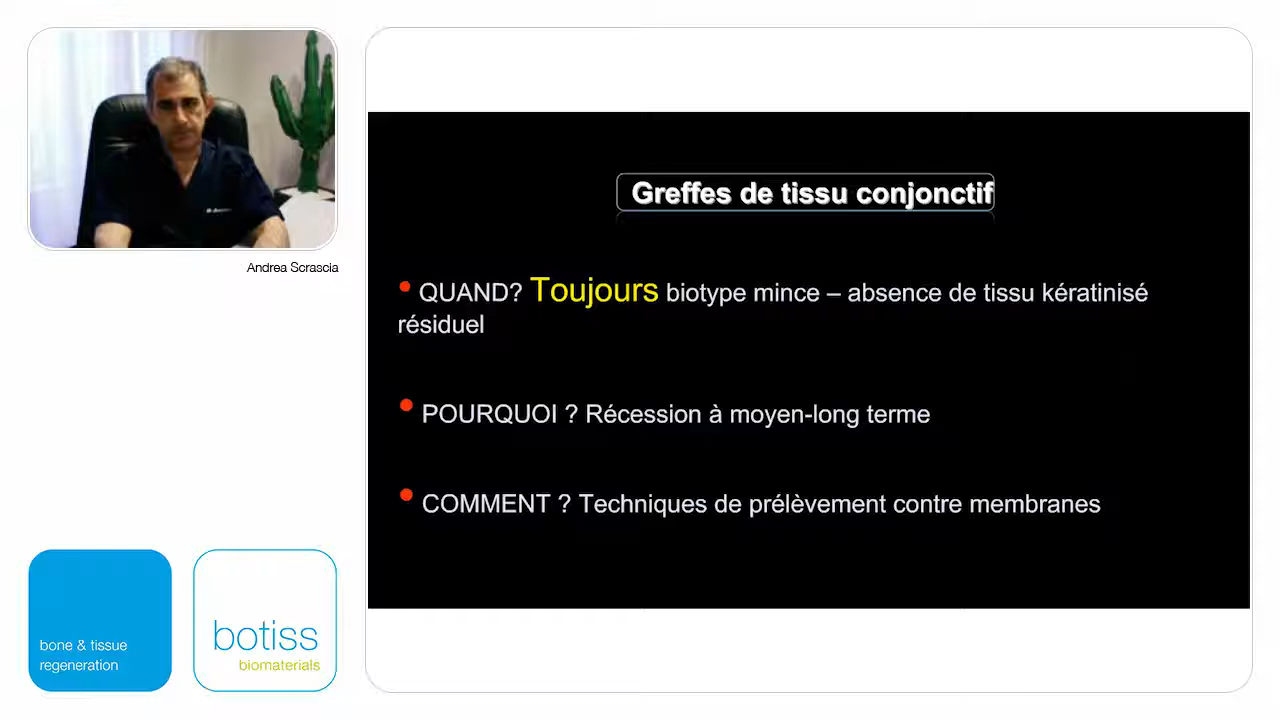 Andrea Scrascia
Greffes de tissu conjonctif
• QUAND? Toujours biotype mince – absence de tissu kératinisé
résiduel
• POURQUOI ? Récession à moyen-long terme
• COMMENT ? Techniques de prélèvement contre membranes
bone & tissue
regeneration
botiss
biomaterials